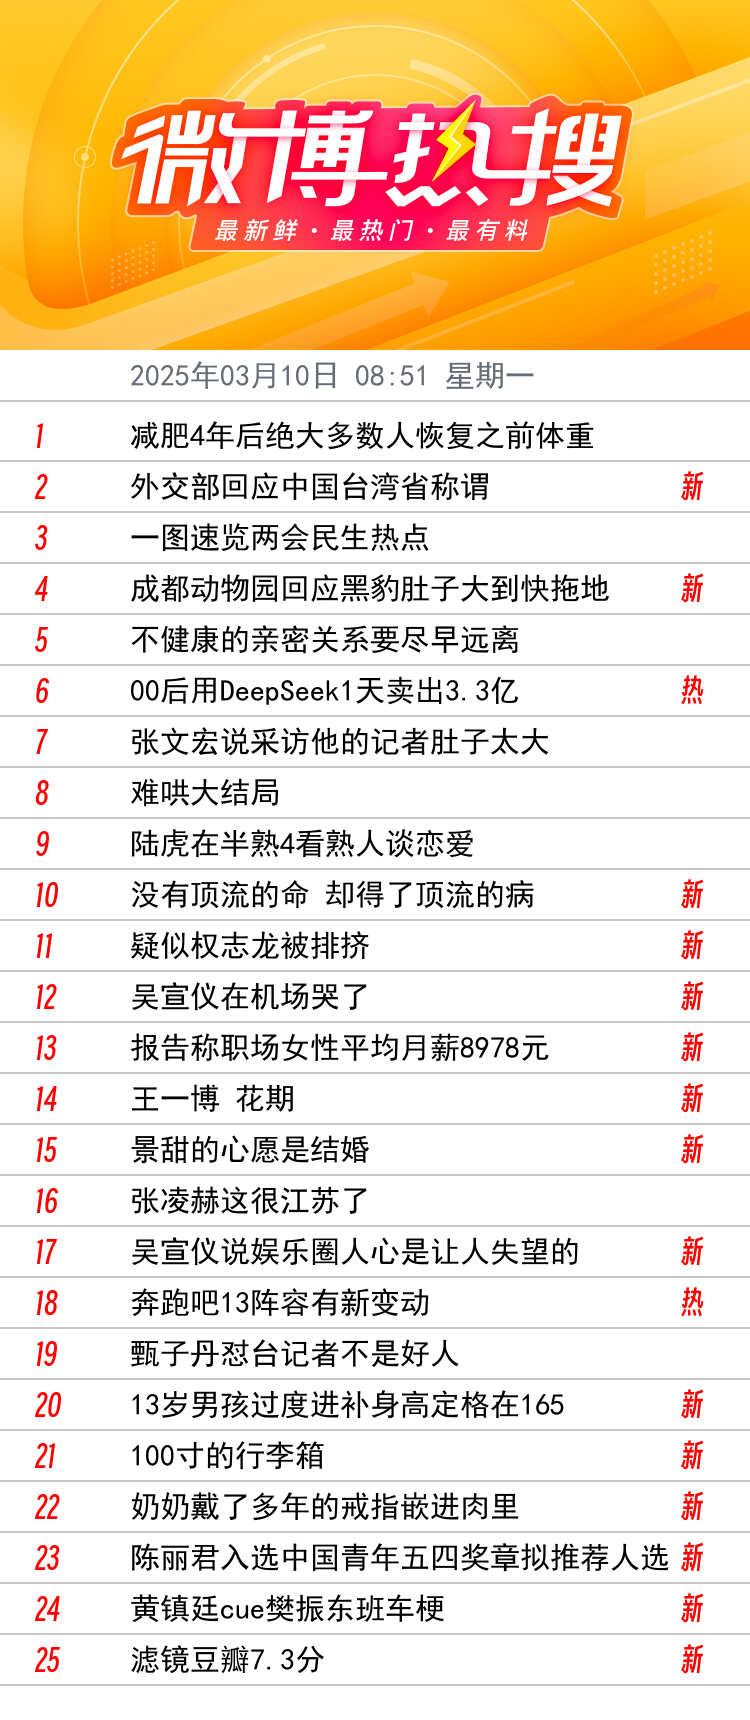 微博热搜
最新鲜·最热门·最有料
2025年03月10日 08:51 星期一
1 减肥4年后绝大多数人恢复之前体重
2 外交部回应中国台湾省称谓 新
3 一图速览两会民生热点
4 成都动物园回应黑豹肚子大到快拖地 新
5 不健康的亲密关系要尽早远离
6 00后用DeepSeek1天卖出3.3亿 热
7 张文宏说采访他的记者肚子太大
8 难哄大结局
9 陆虎在半熟4看熟人谈恋爱
10 没有顶流的命 却得了顶流的病 新
11 疑似权志龙被排挤 新
12 吴宣仪在机场哭了 新
13 报告称职场女性平均月薪8978元 新
14 王一博 花期 新
15 景甜的心愿是结婚 新
16 张凌赫这很江苏了
17 吴宣仪说娱乐圈人心是让人失望的 新
18 奔跑吧13阵容有新变动 热
19 甄子丹怼台记者不是好人
20 13岁男孩过度进补身高定格在165 新
21 100寸的行李箱 新
22 奶奶戴了多年的戒指嵌进肉里 新
23 陈丽君入选中国青年五四奖章拟推荐人选 新
24 黄镇廷cue樊振东班车梗 新
25 滤镜豆瓣7.3分 新